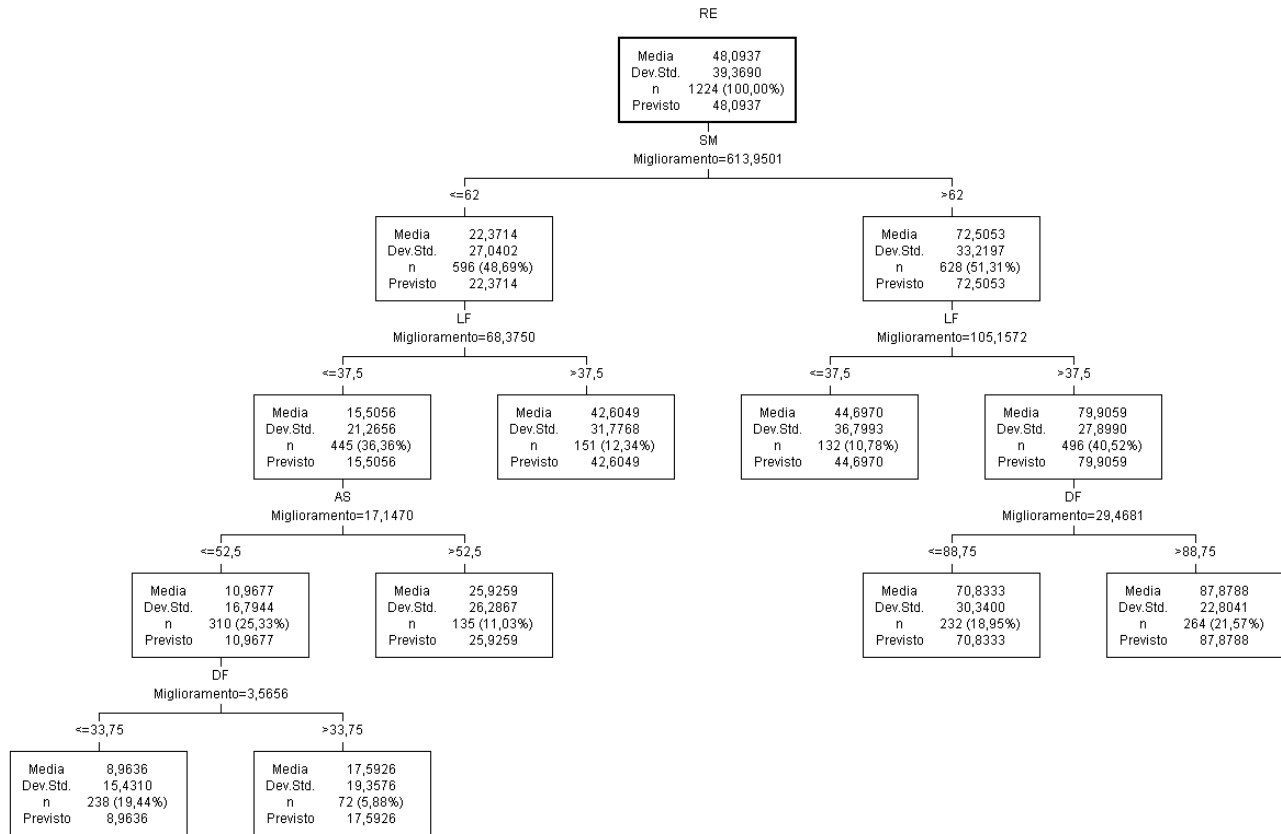 RE
Media 48,0937
Dev.Std. 39,3690
n 1224 (100,00%)
Previsto 48,0937
SM
Miglioramento=613,9501
<=62
>62
Media 22,3714
Dev.Std. 27,0402
n 596 (48,69%)
Previsto 22,3714
Media 72,5053
Dev.Std. 33,2197
n 628 (51,31%)
Previsto 72,5053
LF
Miglioramento=68,3750
LF
Miglioramento=105,1572
<=37,5
>37,5
<=37,5
>37,5
Media 15,5056
Dev.Std. 21,2656
n 445 (36,36%)
Previsto 15,5056
Media 42,6049
Dev.Std. 31,7768
n 151 (12,34%)
Previsto 42,6049
Media 44,6970
Dev.Std. 36,7993
n 132 (10,78%)
Previsto 44,6970
Media 79,9059
Dev.Std. 27,8990
n 496 (40,52%)
Previsto 79,9059
AS
Miglioramento=17,1470
DF
Miglioramento=29,4681
<=52,5
>52,5
<=88,75
>88,75
Media 10,9677
Dev.Std. 16,7944
n 310 (25,33%)
Previsto 10,9677
Media 25,9259
Dev.Std. 26,2867
n 135 (11,03%)
Previsto 25,9259
Media 70,8333
Dev.Std. 30,3400
n 232 (18,95%)
Previsto 70,8333
Media 87,8788
Dev.Std. 22,8041
n 264 (21,57%)
Previsto 87,8788
DF
Miglioramento=3,5656
<=33,75
>33,75
Media 8,9636
Dev.Std. 15,4310
n 238 (19,44%)
Previsto 8,9636
Media 17,5926
Dev.Std. 19,3576
n 72 (5,88%)
Previsto 17,5926